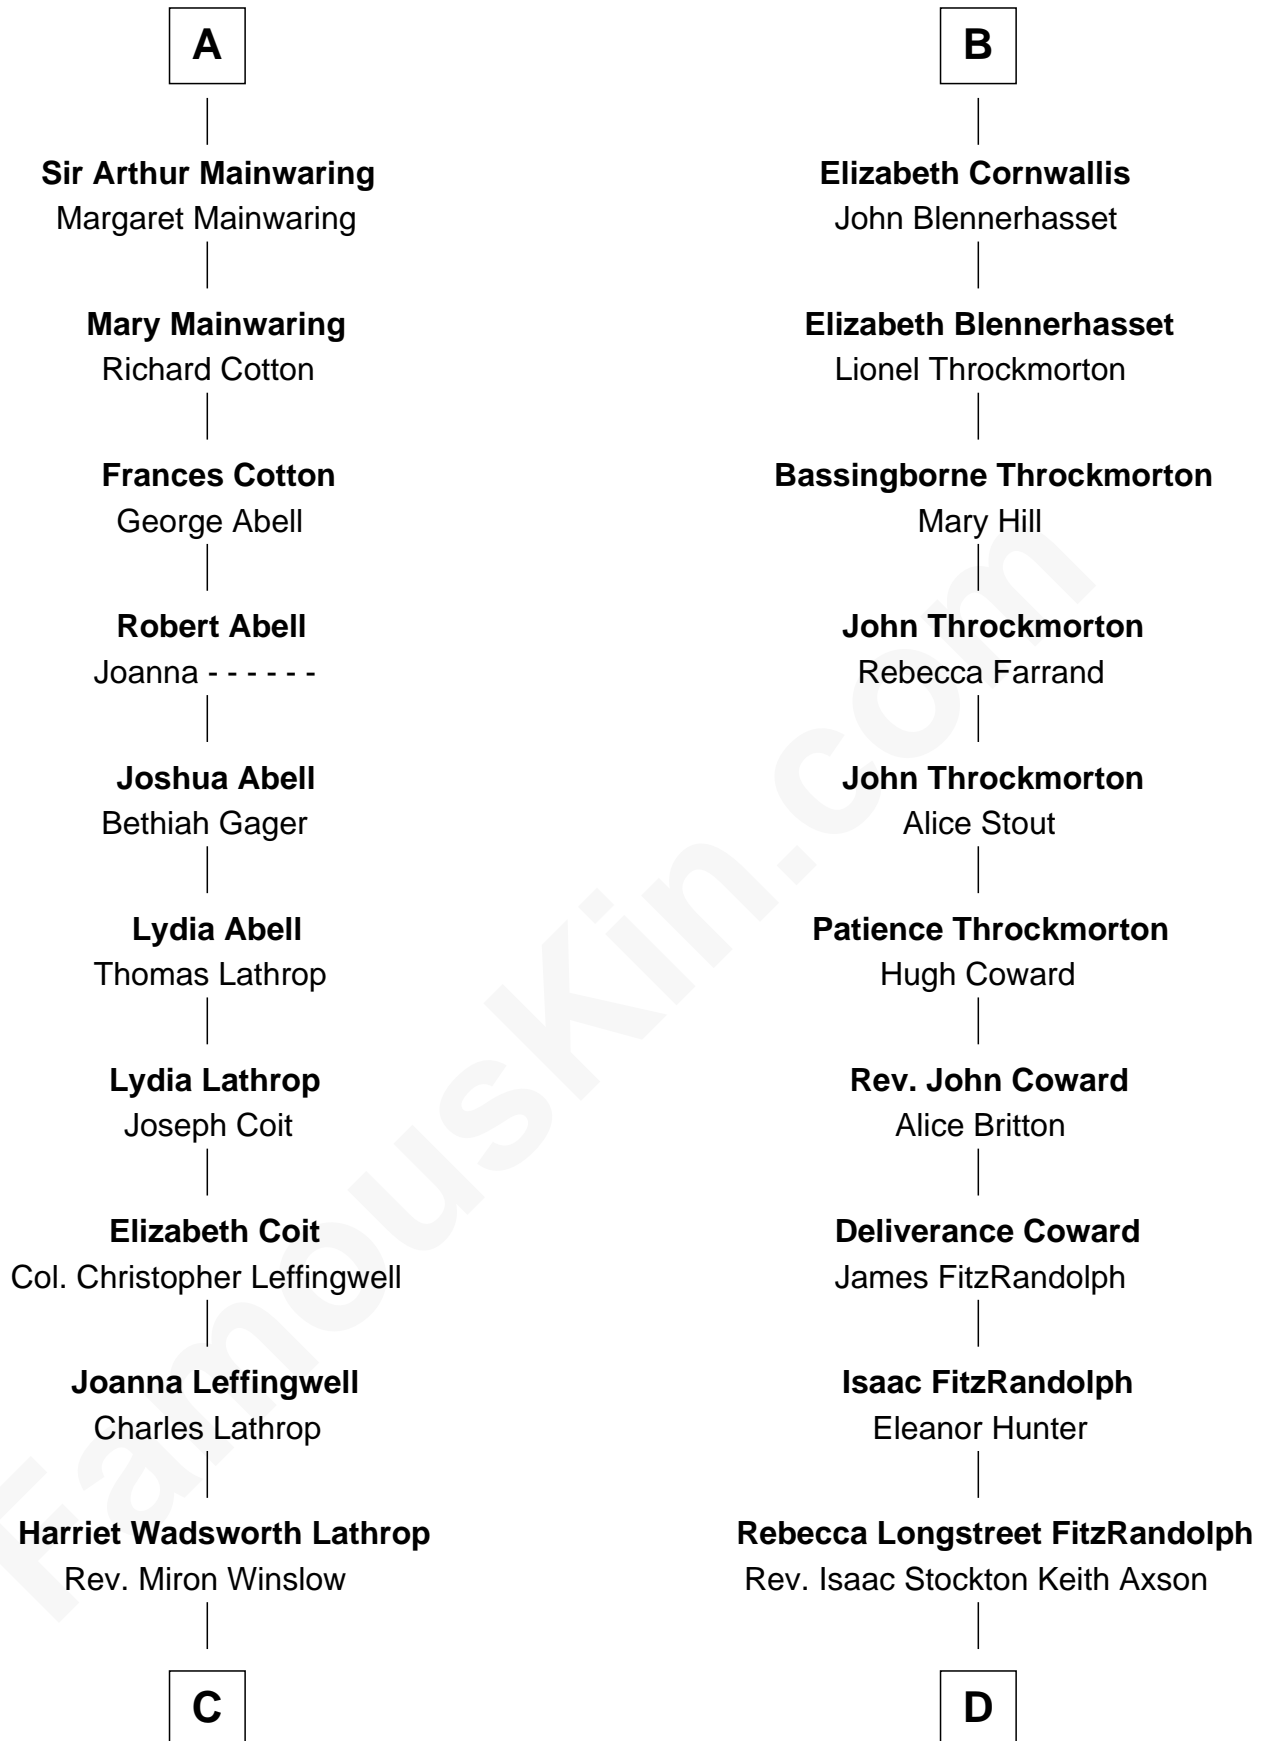 A
Sir Arthur Mainwaring
Margaret Mainwaring
Mary Mainwaring
Richard Cotton
Frances Cotton
George Abell
Robert Abell
Joanna - - - - - -
Joshua Abell
Bethiah Gager
Lydia Abell
Thomas Lathrop
Lydia Lathrop
Joseph Coit
Elizabeth Coit
Col. Christopher Leffingwell
Joanna Leffingwell
Charles Lathrop
Harriet Wadsworth Lathrop
Rev. Miron Winslow
C
B
Elizabeth Cornwallis
John Blennerhasset
Elizabeth Blennerhasset
Lionel Throckmorton
Bassingborne Throckmorton
Mary Hill
John Throckmorton
Rebecca Farrand
John Throckmorton
Alice Stout
Patience Throckmorton
Hugh Coward
Rev. John Coward
Alice Britton
Deliverance Coward
James FitzRandolph
Isaac FitzRandolph
Eleanor Hunter
Rebecca Longstreet FitzRandolph
Rev. Isaac Stockton Keith Axson
D
FamousKin.com